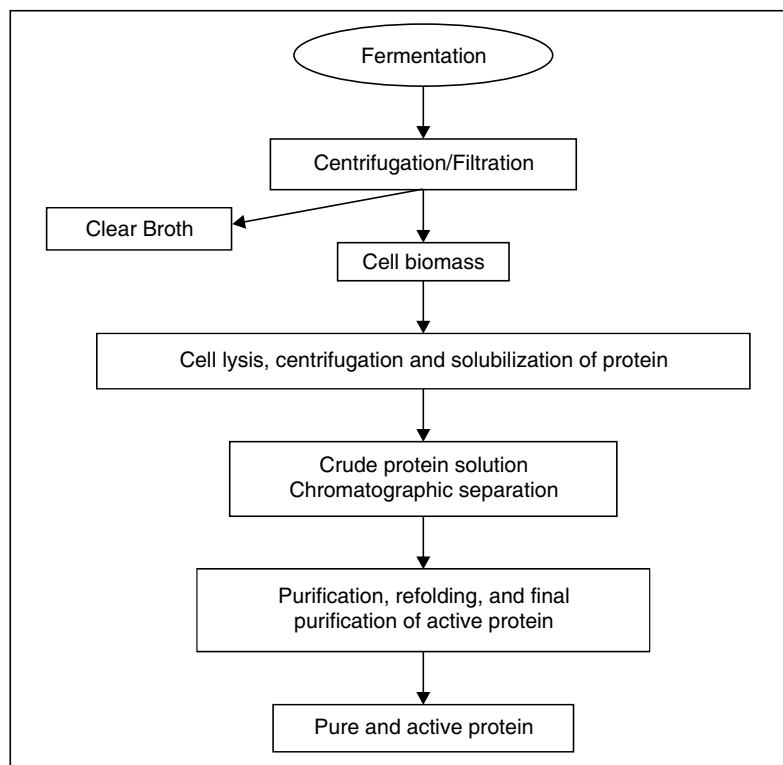 Fermentation
Centrifugation/Filtration
Clear Broth
Cell biomass
Cell lysis, centrifugation and solubilization of protein
Crude protein solution
Chromatographic separation
Purification, refolding, and final
purification of active protein
Pure and active protein